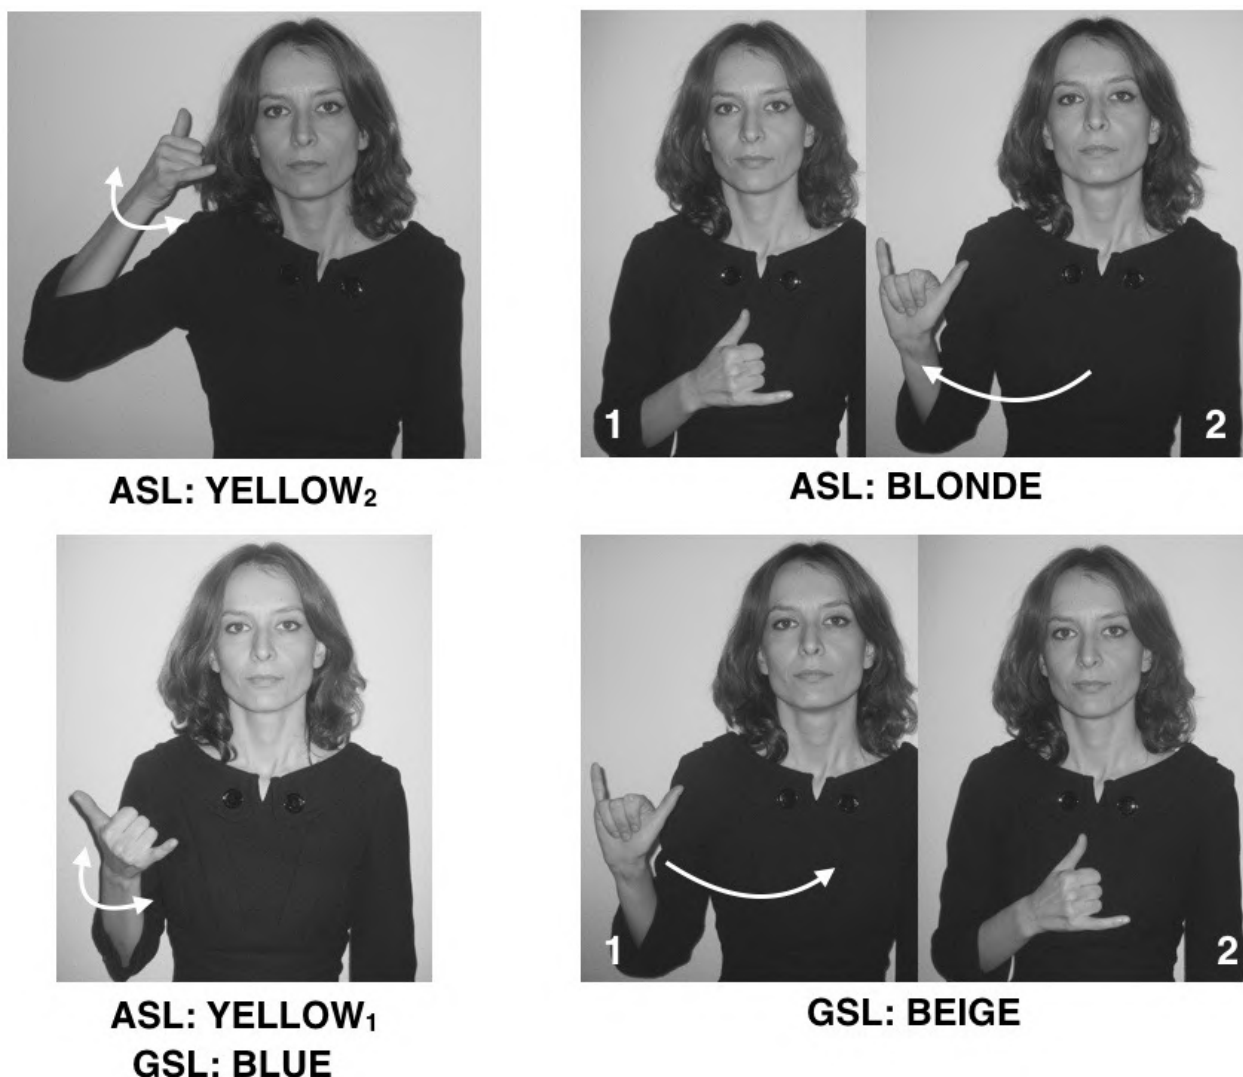 1
2
ASL: YELLOW₂
ASL: BLONDE
1
2
ASL: YELLOW₁
GSL: BLUE
GSL: BEIGE